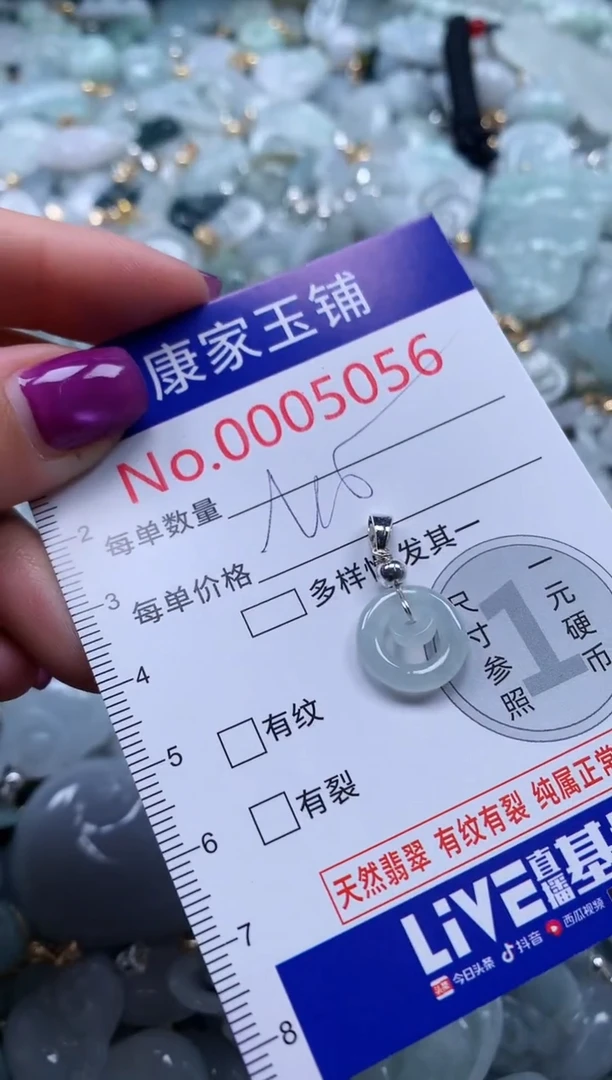 康家玉铺
No.0005056
每单数量
每单价格
多样性 发其一
一元硬币
尺寸参照
1
有纹
有裂
天然翡翠 有纹有裂 纯属正常
LiVE直播基
今日头条 抖音 西瓜视频
2
3
4
5
6
7
8